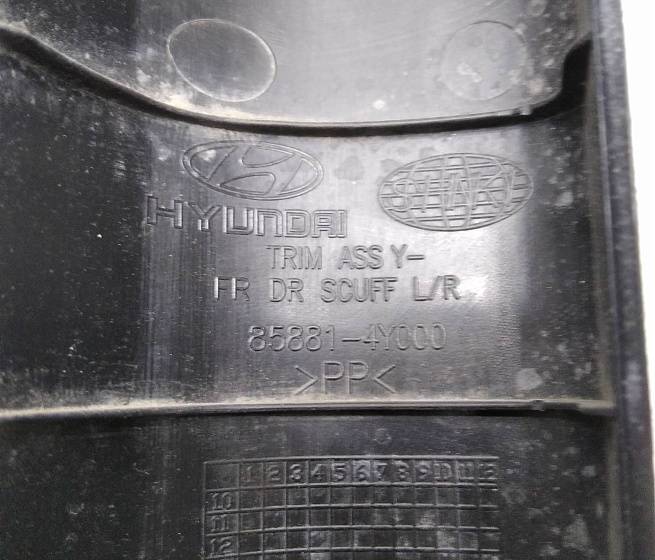 HYUNDAI
TRIM ASSY-
FR DR SCUFF L/R
85881-4Y000
>PP<
1 2 3 4 5 6 7 8 9 10 11 12
10
11
12